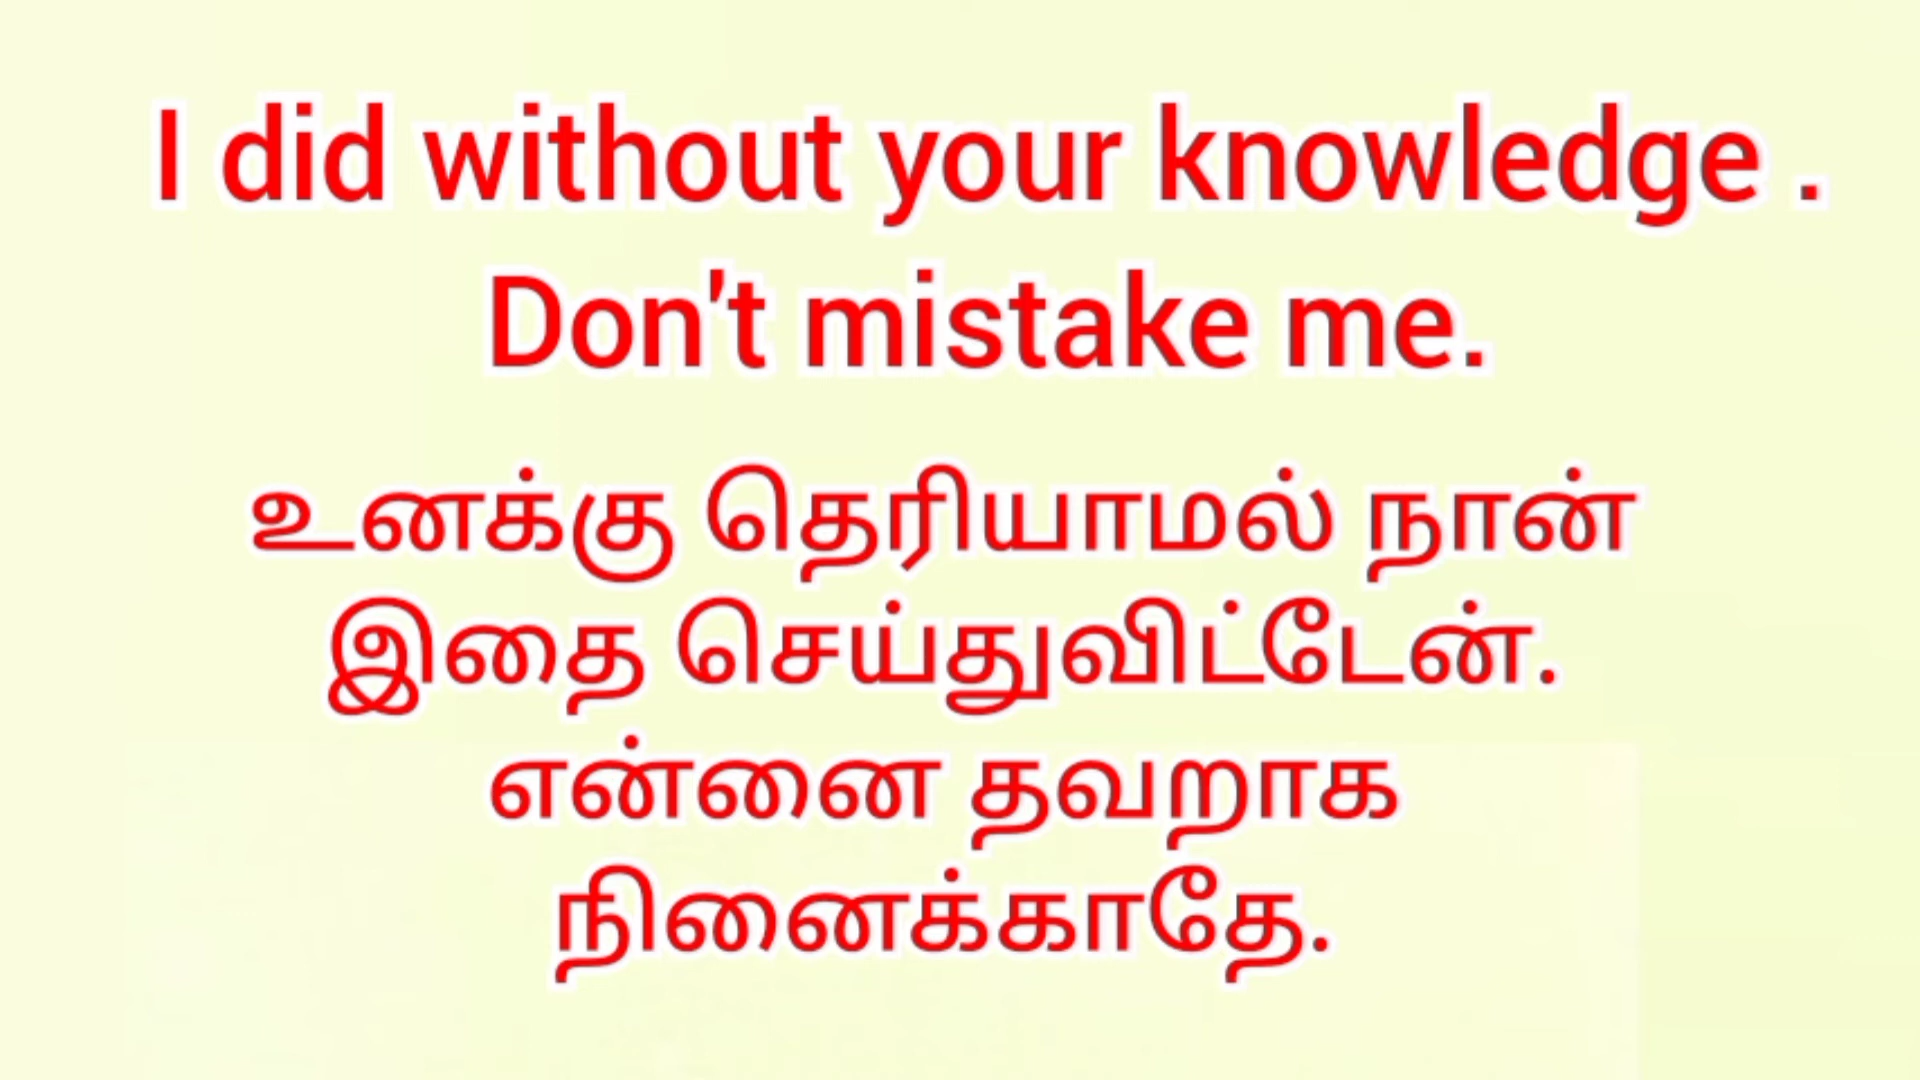 I did without your knowledge .
Don't mistake me.
உனக்கு தெரியாமல் நான்
இதை செய்துவிட்டேன்.
என்னை தவறாக
நினைக்காதே.